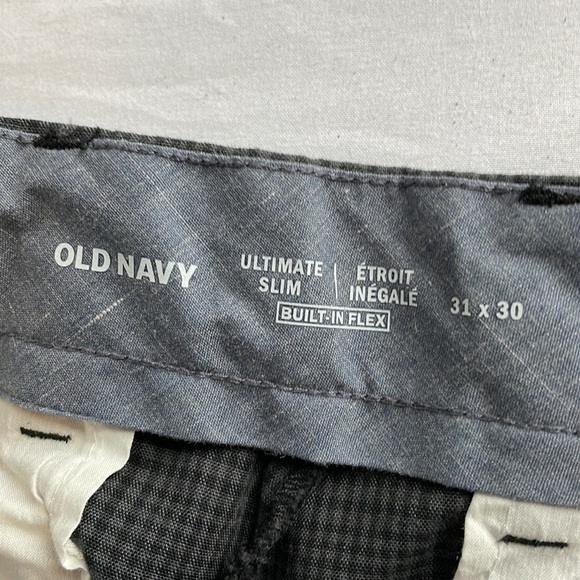 OLD NAVY
ULTIMATE
SLIM
ÉTROIT
INÉGALÉ
BUILT-IN FLEX
31 x 30